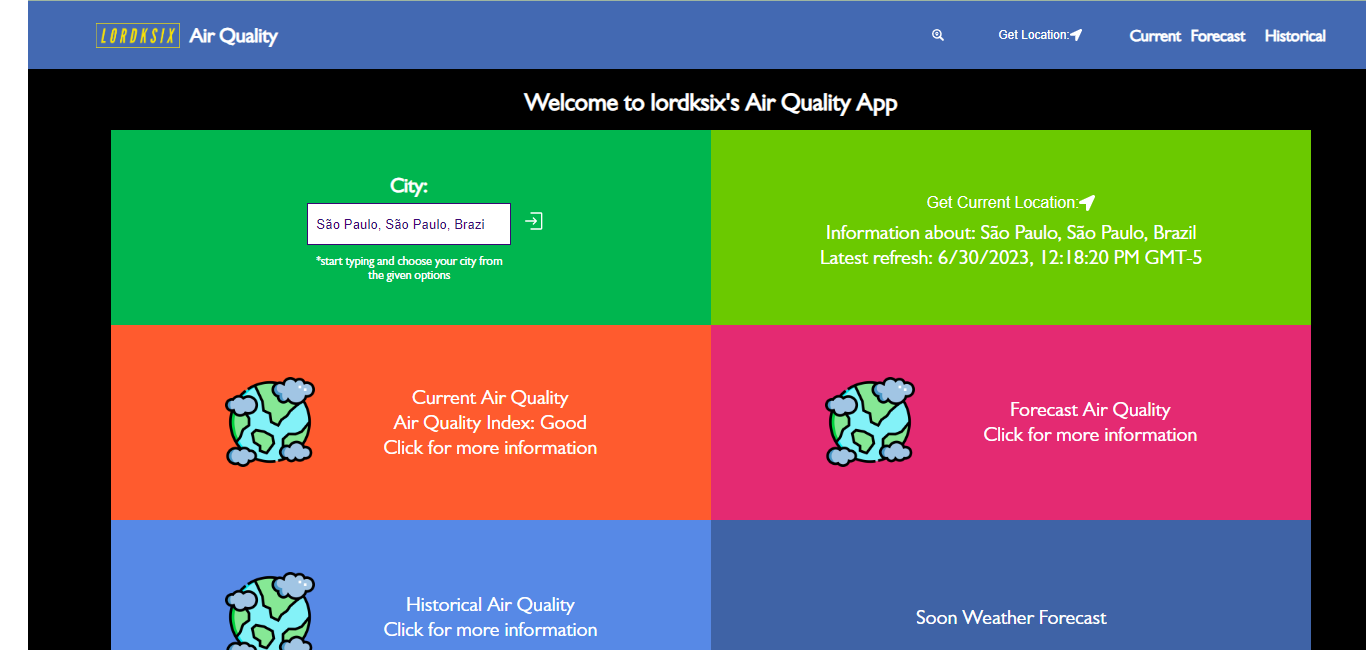 LORDKSIX Air Quality Get Location: Current Forecast Historical
Welcome to lordksix's Air Quality App
City:
São Paulo, São Paulo, Brazi
*start typing and choose your city from
the given options
Get Current Location:
Information about: São Paulo, São Paulo, Brazil
Latest refresh: 6/30/2023, 12:18:20 PM GMT-5
Current Air Quality
Air Quality Index: Good
Click for more information
Forecast Air Quality
Click for more information
Historical Air Quality
Click for more information
Soon Weather Forecast